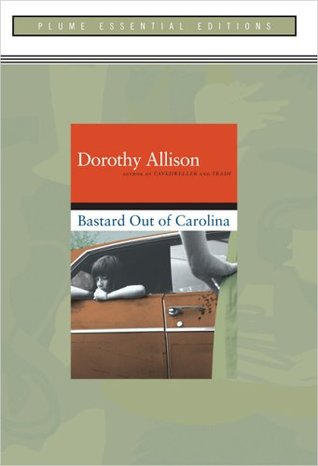 PLUME ESSENTIAL EDITIONS
Dorothy Allison
AUTHOR OF CAVEDWELLER AND TRASH
Bastard Out of Carolina